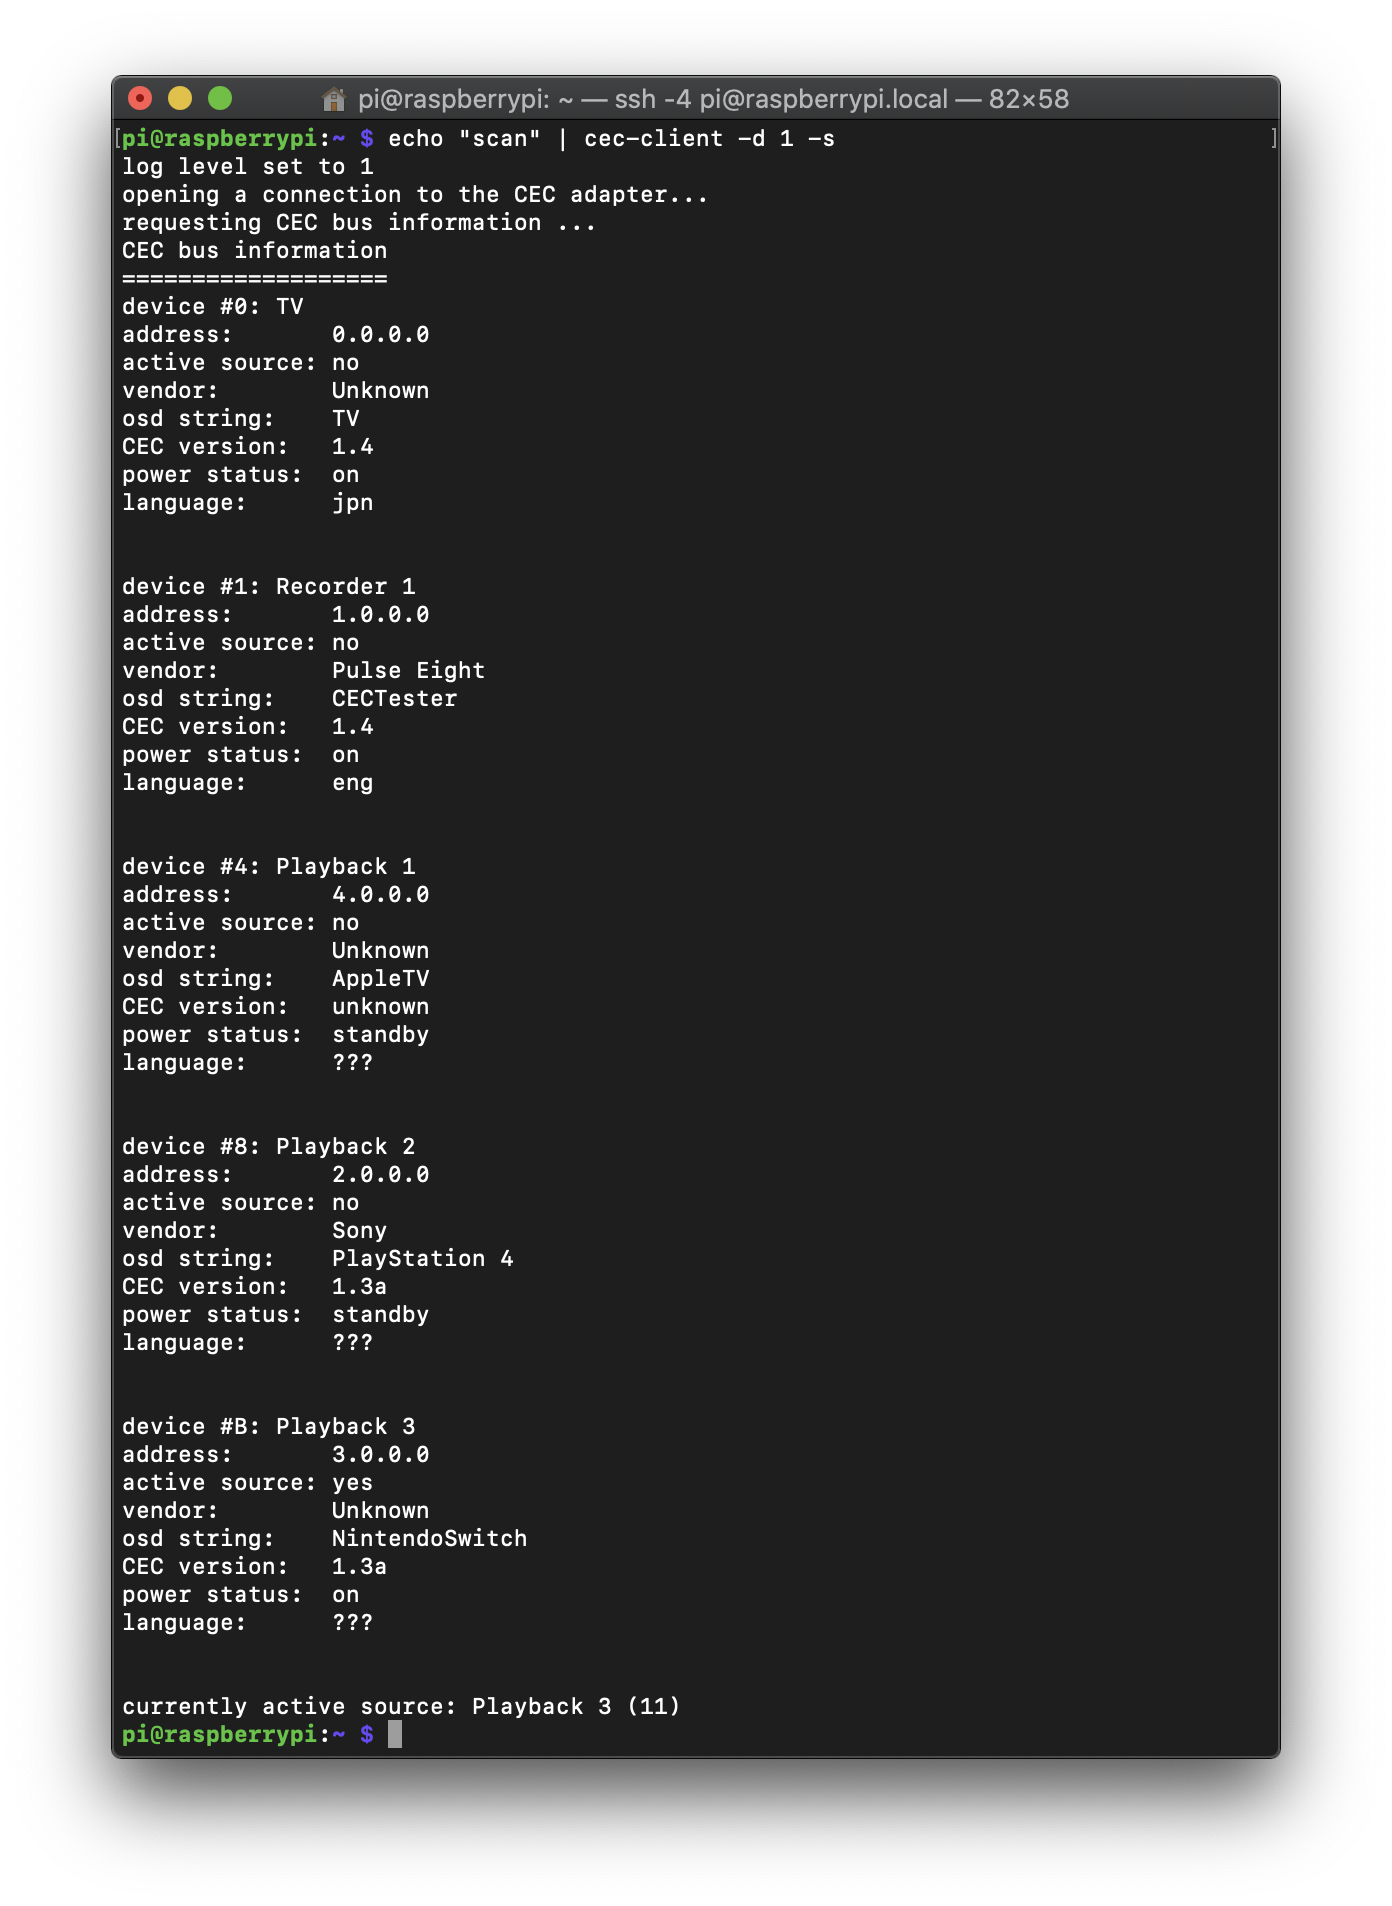 pi@raspberrypi: ~ — ssh -4 pi@raspberrypi.local — 82×58
[pi@raspberrypi:~ $ echo "scan" | cec-client -d 1 -s ]
log level set to 1
opening a connection to the CEC adapter...
requesting CEC bus information ...
CEC bus information
===================
device #0: TV
address:       0.0.0.0
active source: no
vendor:        Unknown
osd string:    TV
CEC version:   1.4
power status:  on
language:      jpn
device #1: Recorder 1
address:       1.0.0.0
active source: no
vendor:        Pulse Eight
osd string:    CECTester
CEC version:   1.4
power status:  on
language:      eng
device #4: Playback 1
address:       4.0.0.0
active source: no
vendor:        Unknown
osd string:    AppleTV
CEC version:   unknown
power status:  standby
language:      ???
device #8: Playback 2
address:       2.0.0.0
active source: no
vendor:        Sony
osd string:    PlayStation 4
CEC version:   1.3a
power status:  standby
language:      ???
device #B: Playback 3
address:       3.0.0.0
active source: yes
vendor:        Unknown
osd string:    NintendoSwitch
CEC version:   1.3a
power status:  on
language:      ???
currently active source: Playback 3 (11)
pi@raspberrypi:~ $